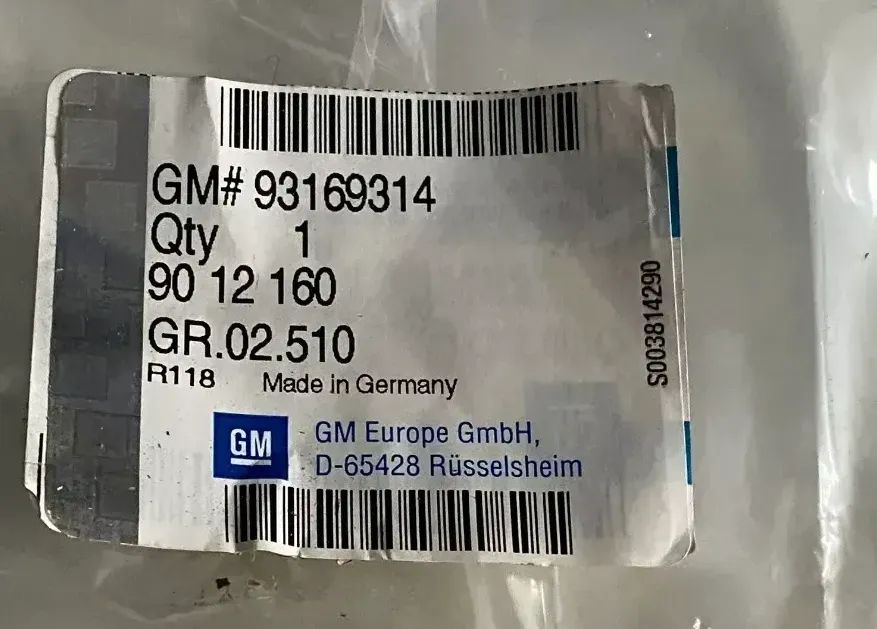 GM# 93169314
Qty 1
90 12 160
GR.02.510
R118 Made in Germany
GM
GM Europe GmbH,
D-65428 Rüsselsheim
S003814290